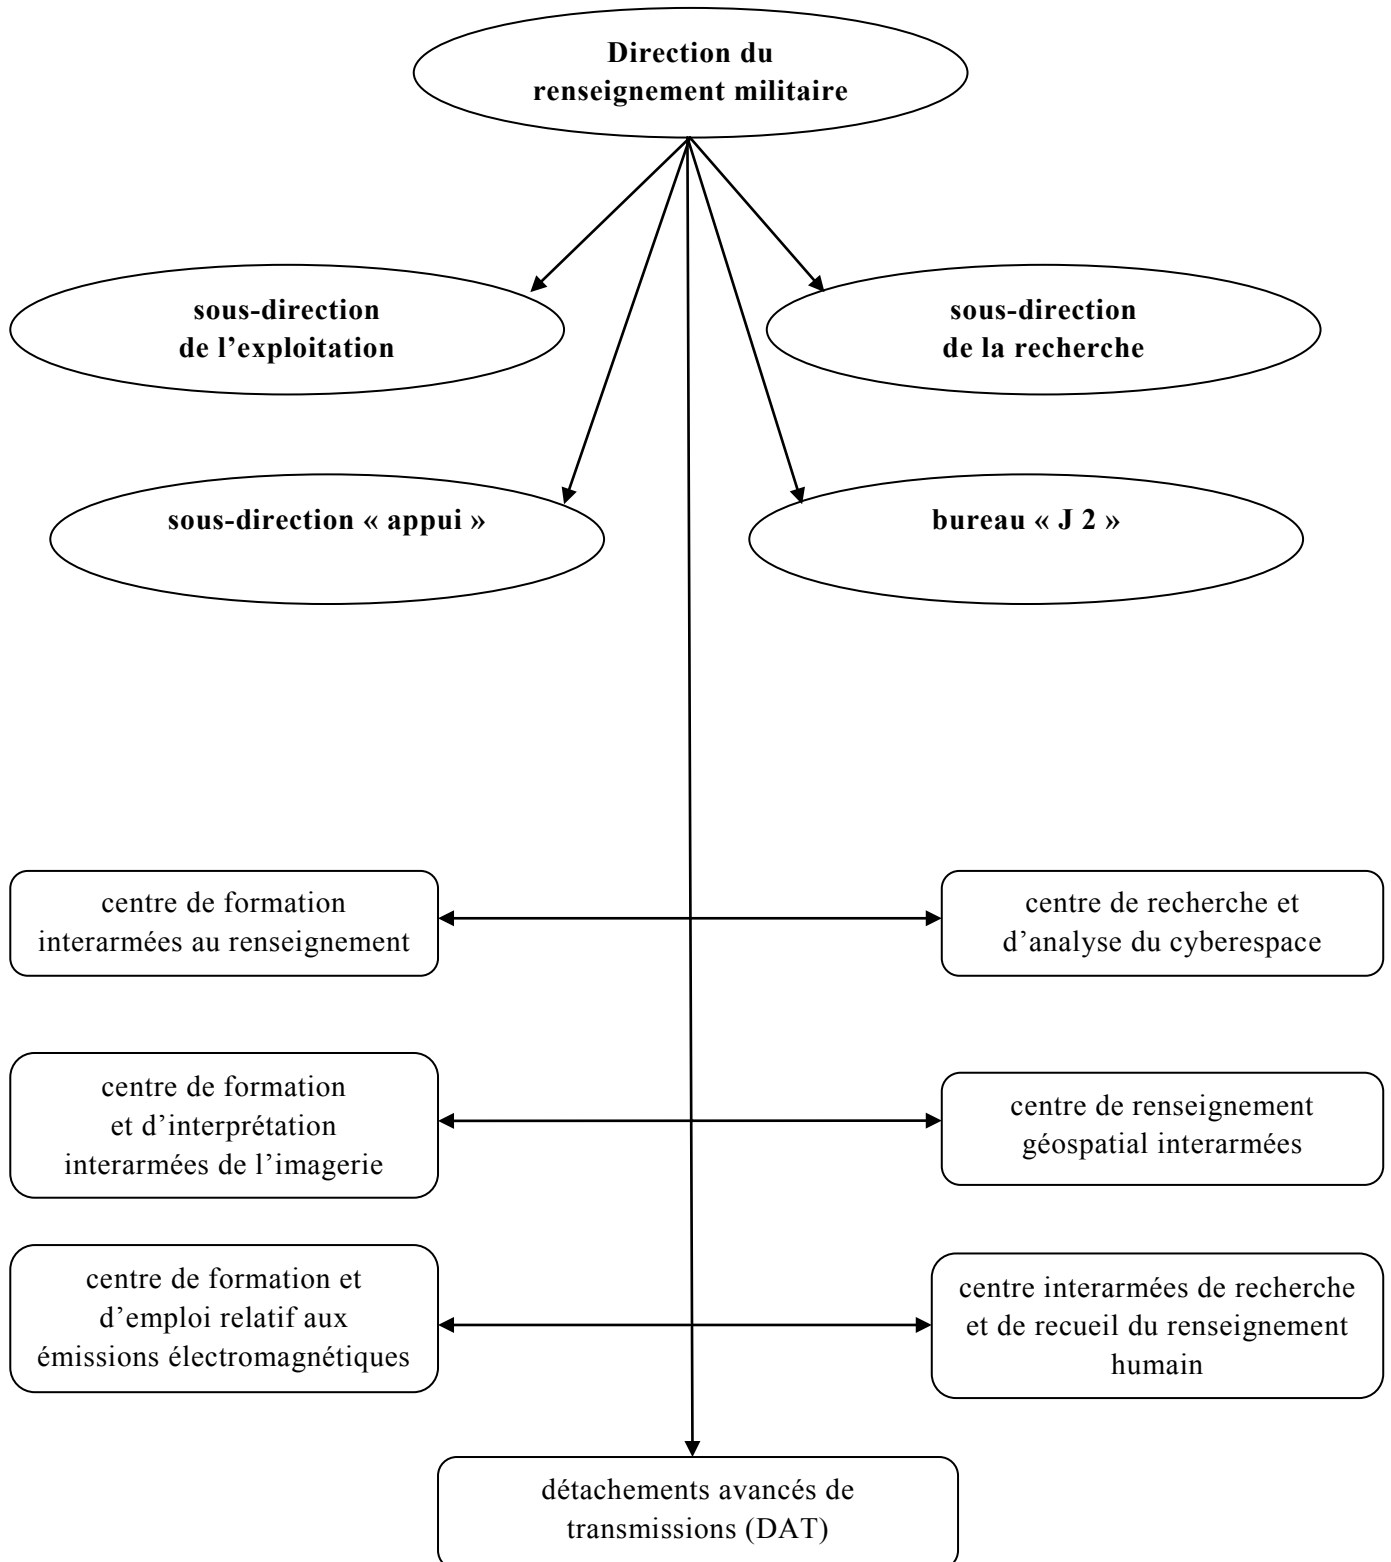 Direction du
renseignement militaire
sous-direction
de l’exploitation
sous-direction
de la recherche
sous-direction « appui »
bureau « J 2 »
centre de formation
interarmées au renseignement
centre de recherche et
d’analyse du cyberespace
centre de formation
et d’interprétation
interarmées de l’imagerie
centre de renseignement
géospatial interarmées
centre de formation et
d’emploi relatif aux
émissions électromagnétiques
centre interarmées de recherche
et de recueil du renseignement
humain
détachements avancés de
transmissions (DAT)